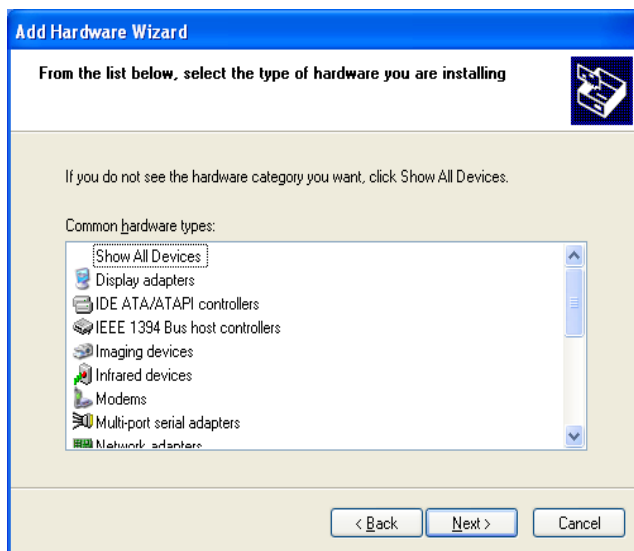 Add Hardware Wizard
From the list below, select the type of hardware you are installing
If you do not see the hardware category you want, click Show All Devices.
Common hardware types:
Show All Devices
Display adapters
IDE ATA/ATAPI controllers
IEEE 1394 Bus host controllers
Imaging devices
Infrared devices
Modems
Multi-port serial adapters
Network adapters
< Back Next > Cancel